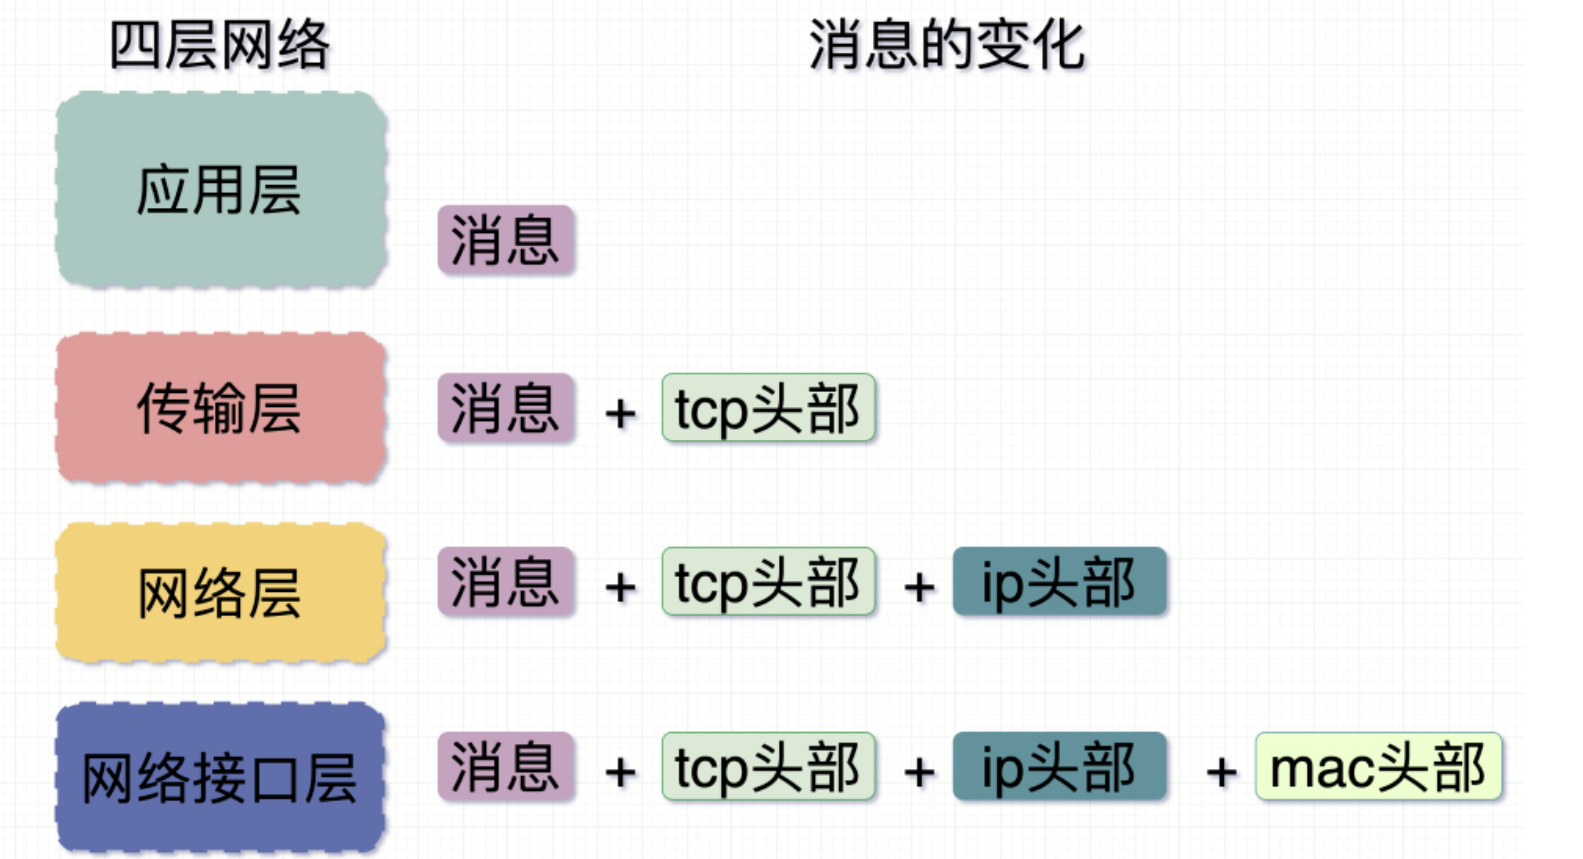 四层网络 消息的变化
应用层
消息
传输层 消息 + tcp头部
网络层 消息 + tcp头部 + ip头部
网络接口层 消息 + tcp头部 + ip头部 + mac头部